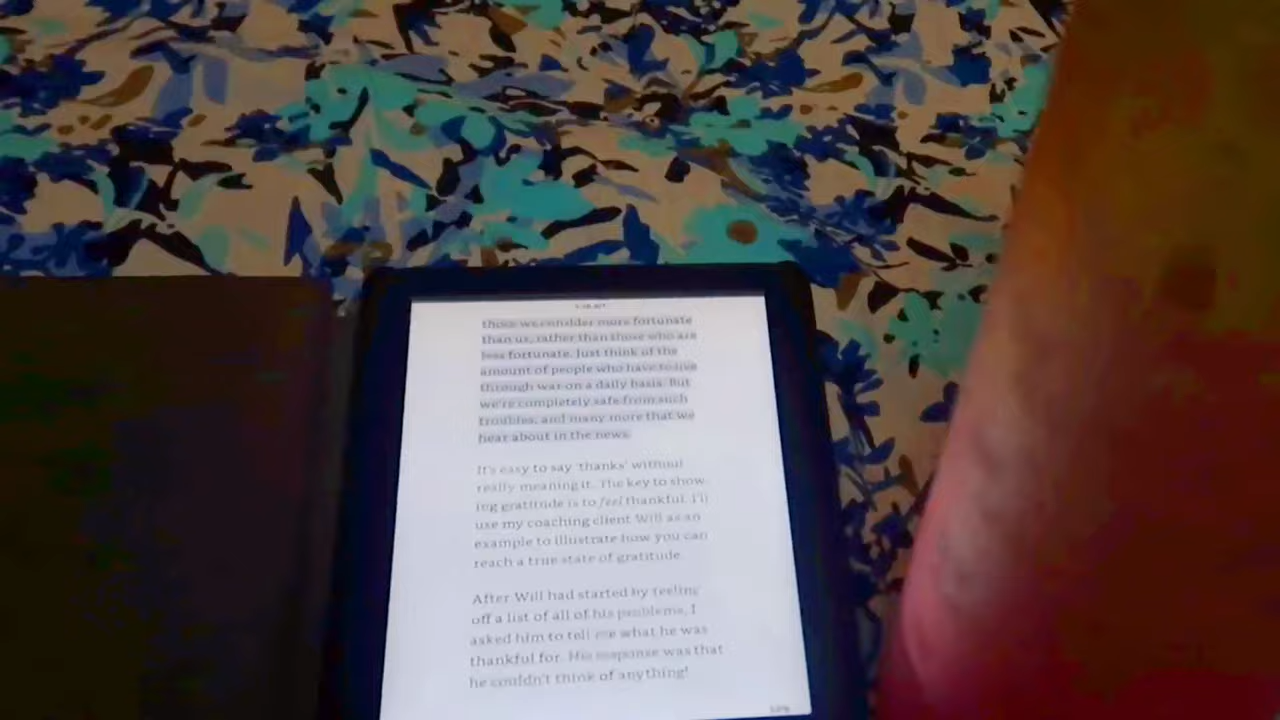 those we consider more fortunate
than us, rather than those who are
less fortunate. Just think of the
amount of people who have to live
through war on a daily basis. But
we're completely safe from such
troubles, and many more that we
hear about in the news.
It's easy to say 'thanks' without
really meaning it. The key to show-
ing gratitude is to feel thankful. I'll
use my coaching client Will as an
example to illustrate how you can
reach a true state of gratitude.
After Will had started by reeling
off a list of all of his problems, I
asked him to tell me what he was
thankful for. His response was that
he couldn't think of anything!